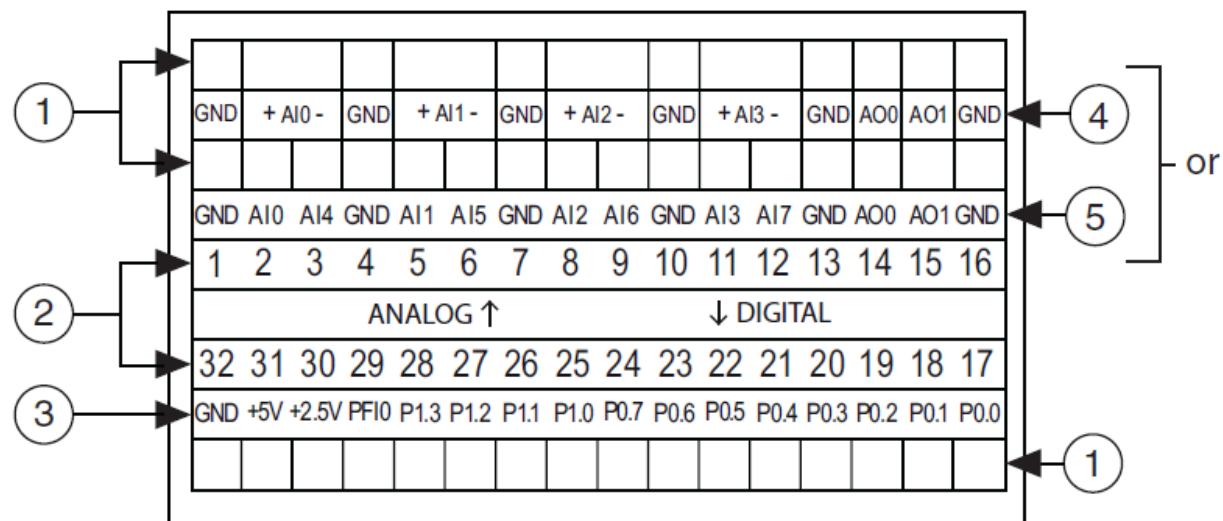 1
GND + AI0 - GND + AI1 - GND + AI2 - GND + AI3 - GND AO0 AO1 GND
4
or
GND AI0 AI4 GND AI1 AI5 GND AI2 AI6 GND AI3 AI7 GND AO0 AO1 GND
5
1 2 3 4 5 6 7 8 9 10 11 12 13 14 15 16
2
ANALOG ↑ ↓ DIGITAL
32 31 30 29 28 27 26 25 24 23 22 21 20 19 18 17
3
GND +5V +2.5V PFI0 P1.3 P1.2 P1.1 P1.0 P0.7 P0.6 P0.5 P0.4 P0.3 P0.2 P0.1 P0.0
1